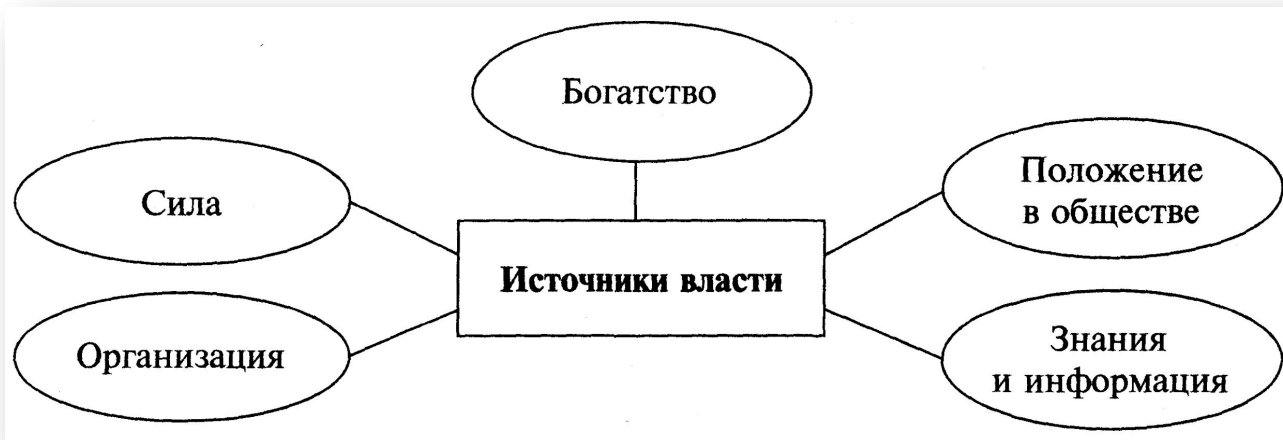 Богатство
Сила
Положение
в обществе
Источники власти
Организация
Знания
и информация